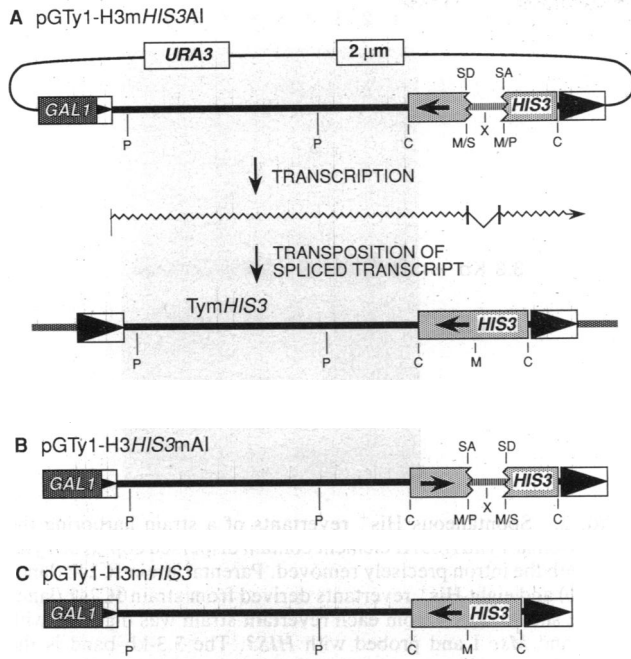 A pGTy1-H3mHIS3AI
URA3
2 μm
SD SA
GAL1
HIS3
P P C M/S X M/P C
TRANSCRIPTION
TRANSPOSITION OF
SPLICED TRANSCRIPT
TymHIS3
HIS3
P P C M C
B pGTy1-H3HIS3mAI
SA SD
GAL1
HIS3
P P C M/P X M/S C
C pGTy1-H3mHIS3
GAL1
HIS3
P P C M C